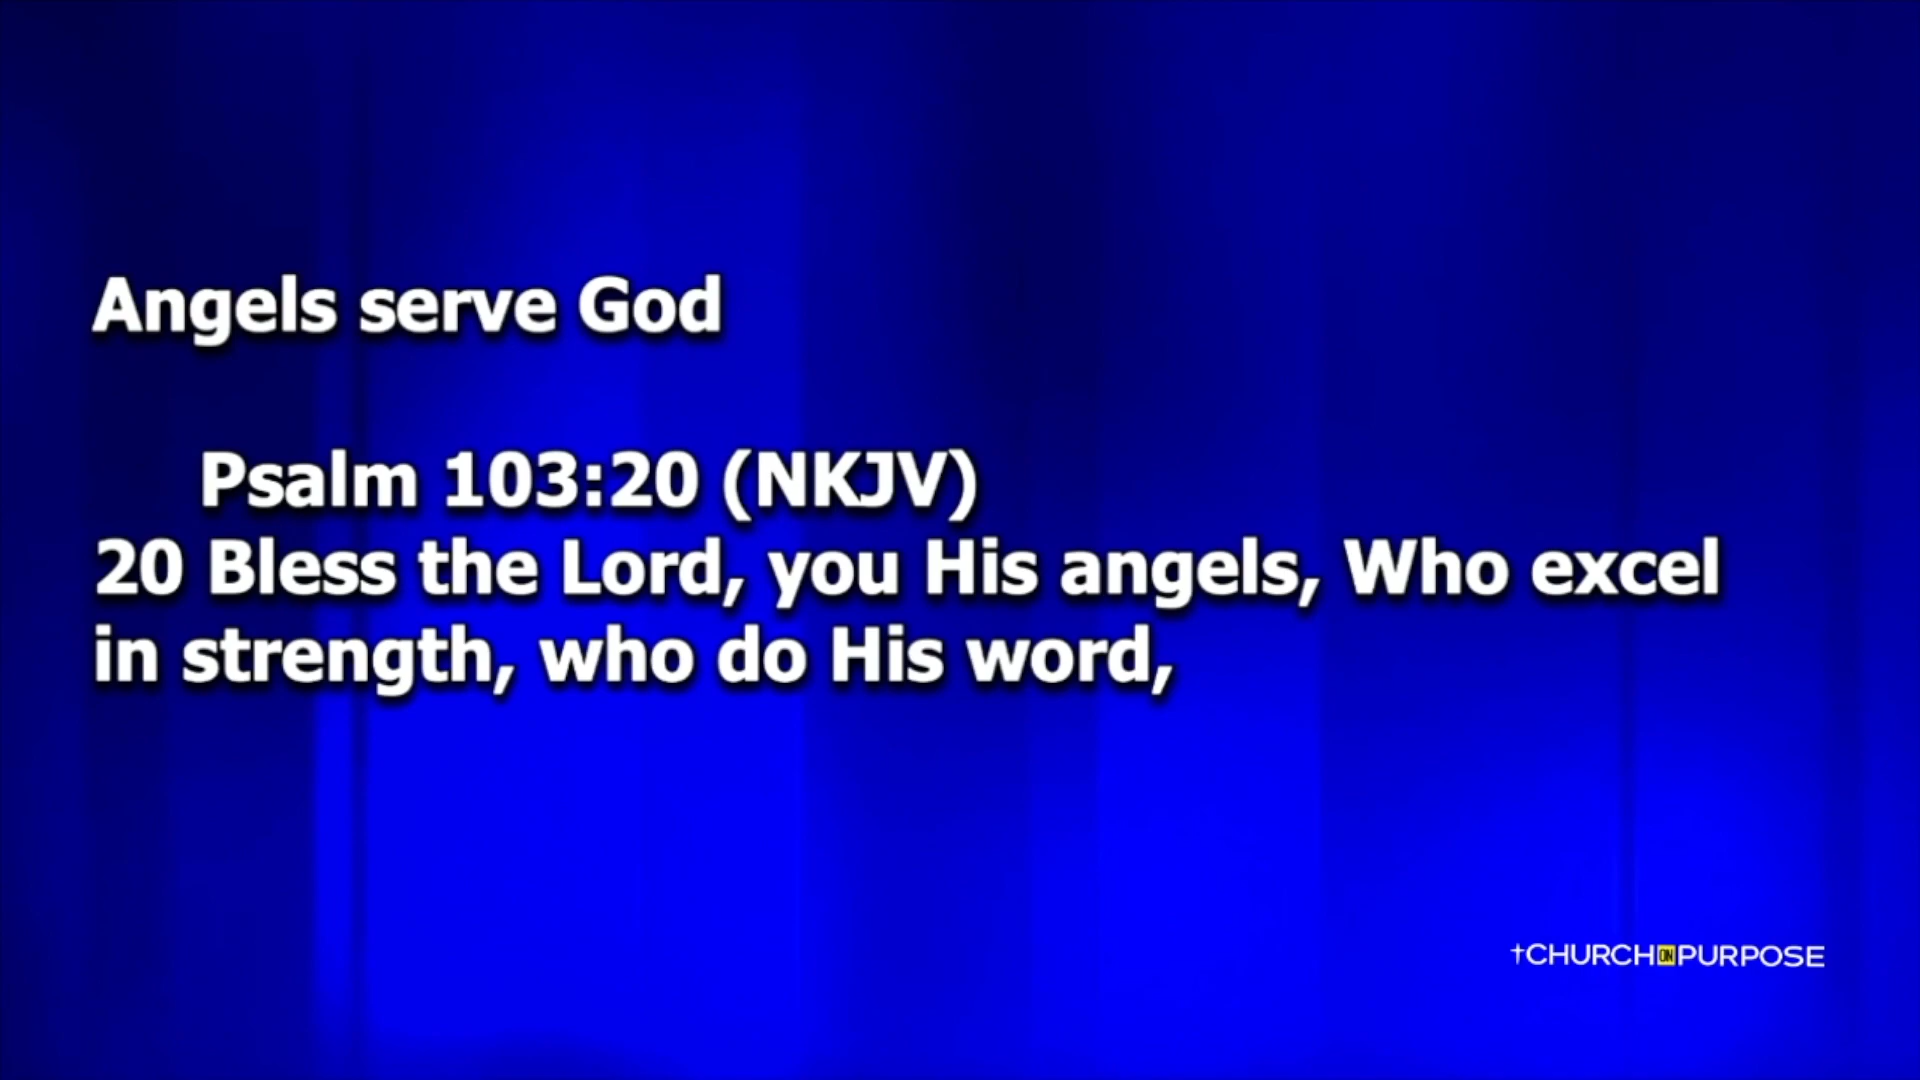 Angels serve God
Psalm 103:20 (NKJV)
20 Bless the Lord, you His angels, Who excel
in strength, who do His word,
†CHURCH ON PURPOSE